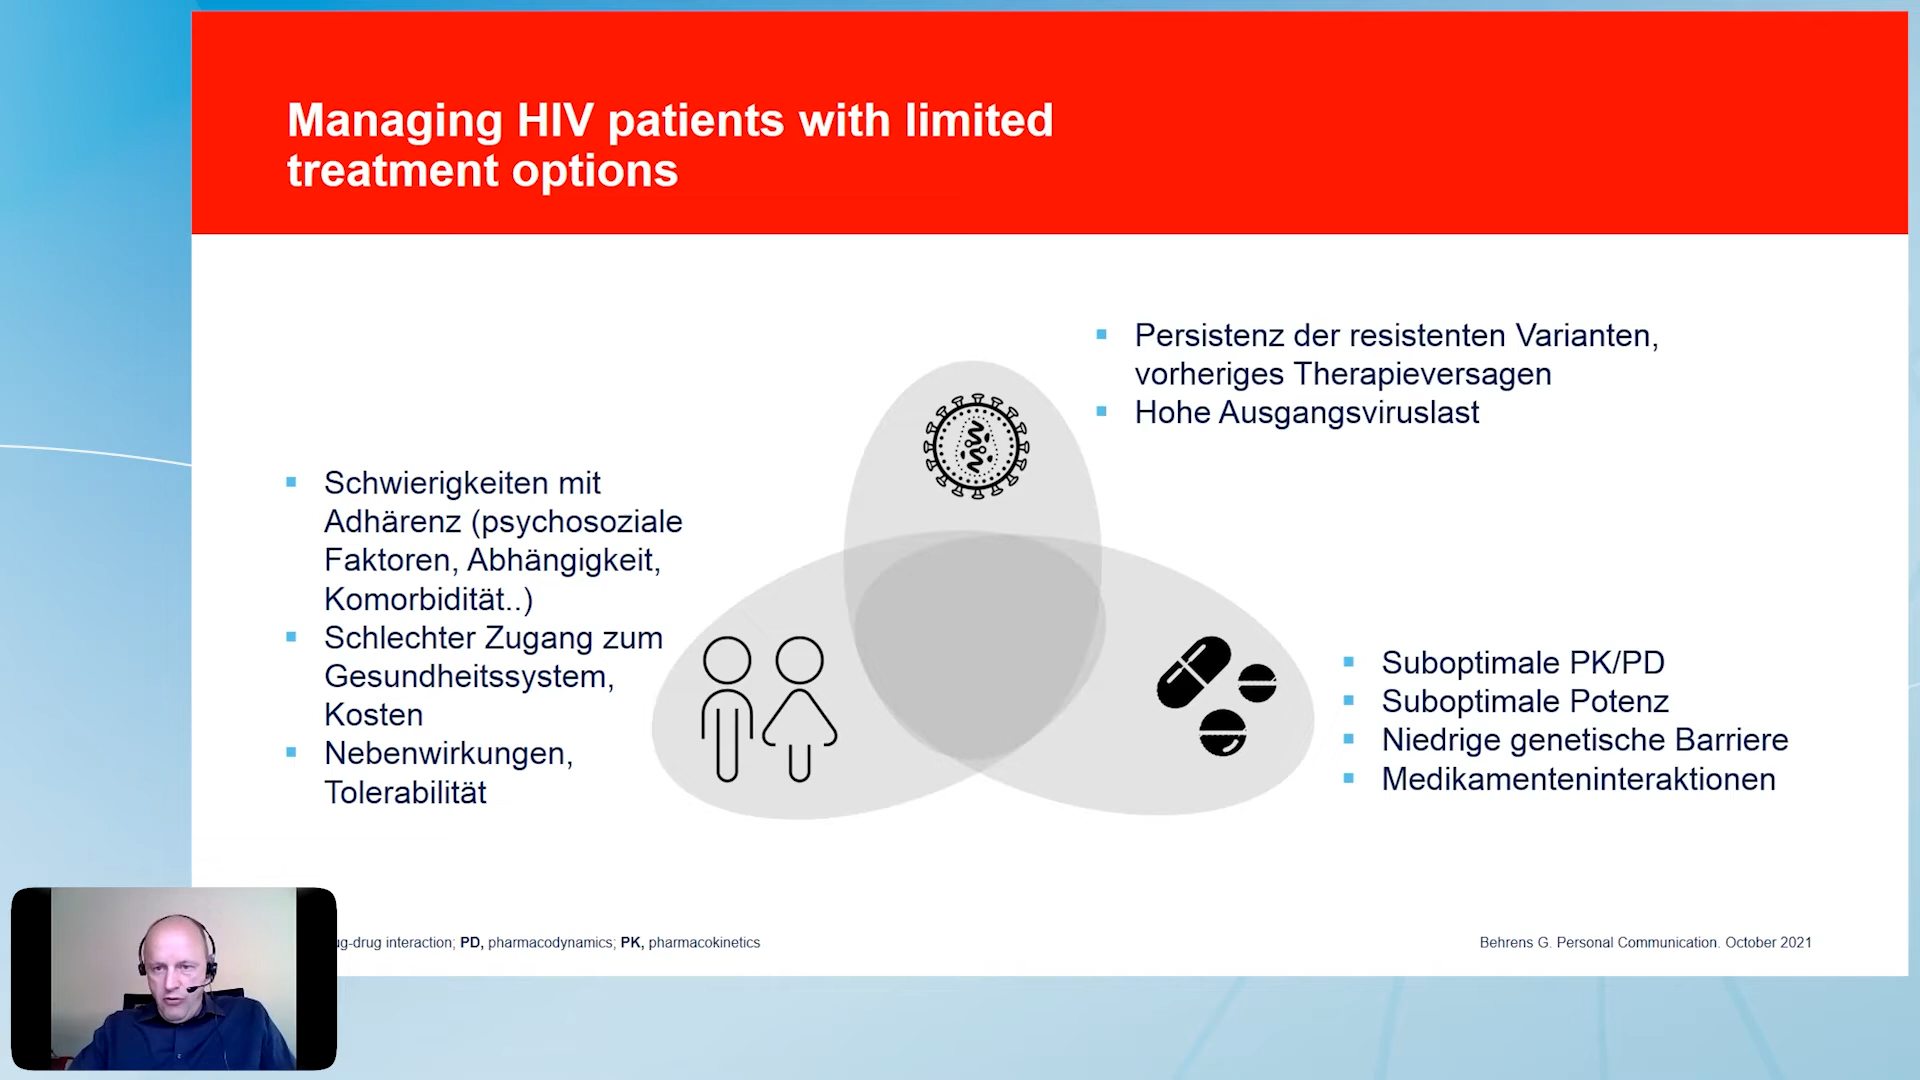 Managing HIV patients with limited
treatment options
Persistenz der resistenten Varianten,
vorheriges Therapieversagen
Hohe Ausgangsviruslast
Schwierigkeiten mit
Adhärenz (psychosoziale
Faktoren, Abhängigkeit,
Komorbidität..)
Schlechter Zugang zum
Gesundheitssystem,
Kosten
Nebenwirkungen,
Tolerabilität
Suboptimale PK/PD
Suboptimale Potenz
Niedrige genetische Barriere
Medikamenteninteraktionen
interaction; PD, pharmacodynamics; PK, pharmacokinetics
Behrens G. Personal Communication. October 2021